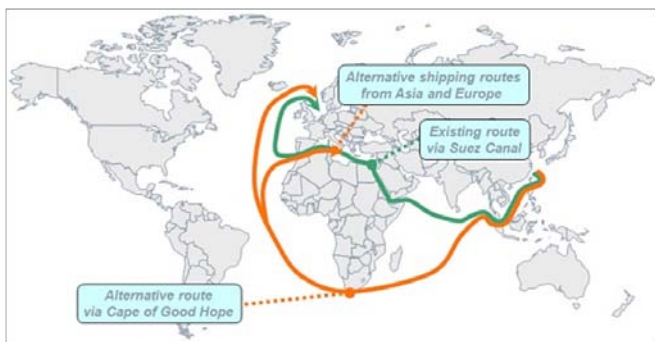 Alternative shipping routes
from Asia and Europe
Existing route
via Suez Canal
Alternative route
via Cape of Good Hope